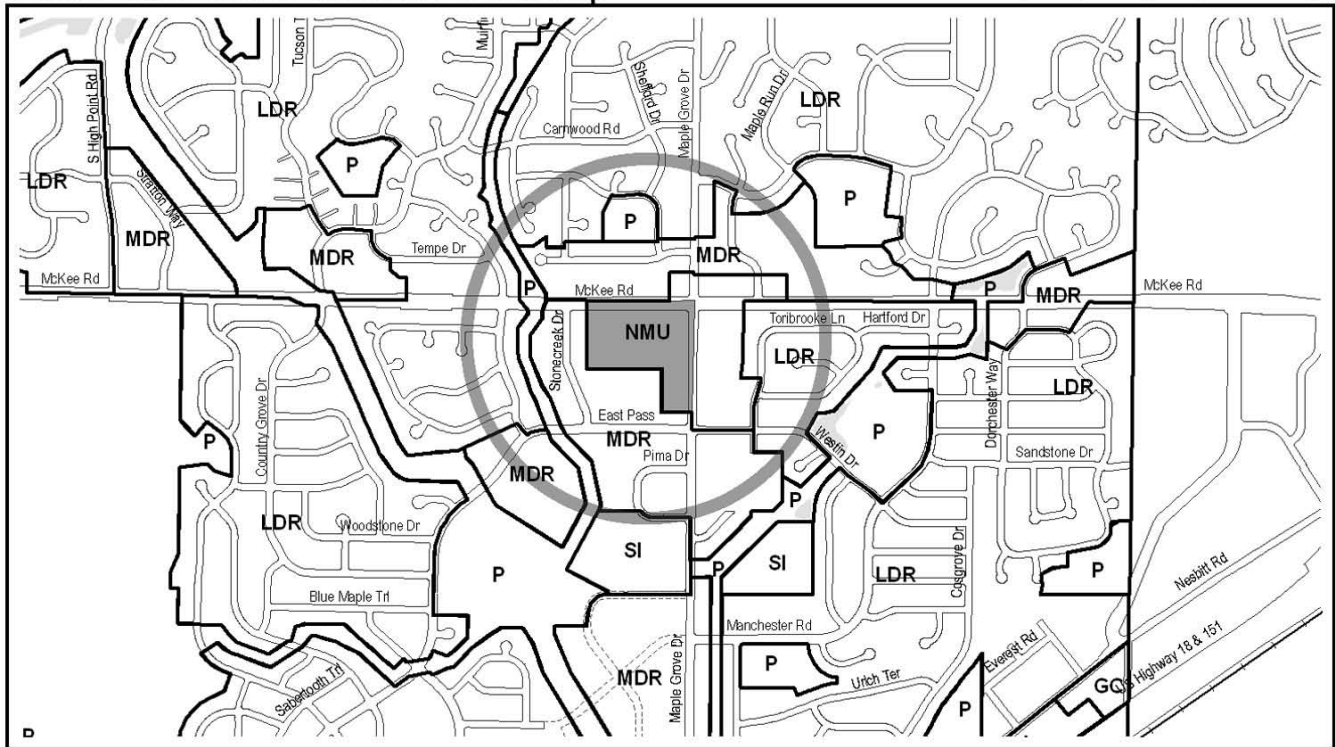 Tucson
Muirfi
S High Point Rd
LDR
Shefford Dr
Maple Grove Dr
Maple Run Dr
LDR
Carnwood Rd
P
LDR
Stratton Way
P
P
MDR
MDR
Tempe Dr
MDR
McKee Rd
P
McKee Rd
P
MDR
McKee Rd
Stonecreek Dr
NMU
Toribrooke Ln
Hartford Dr
LDR
Dorchester Way
LDR
Country Grove Dr
P
East Pass
MDR
Pima Dr
Westin Dr
P
Sandstone Dr
MDR
P
LDR
Woodstone Dr
SI
P
SI
LDR
Cosgrove Dr
P
P
Nesbitt Rd
Blue Maple Trl
Manchester Rd
Everest Rd
Sabertooth Trl
MDR
Maple Grove Dr
P
Urich Ter
P
GC
US Highway 18 & 151